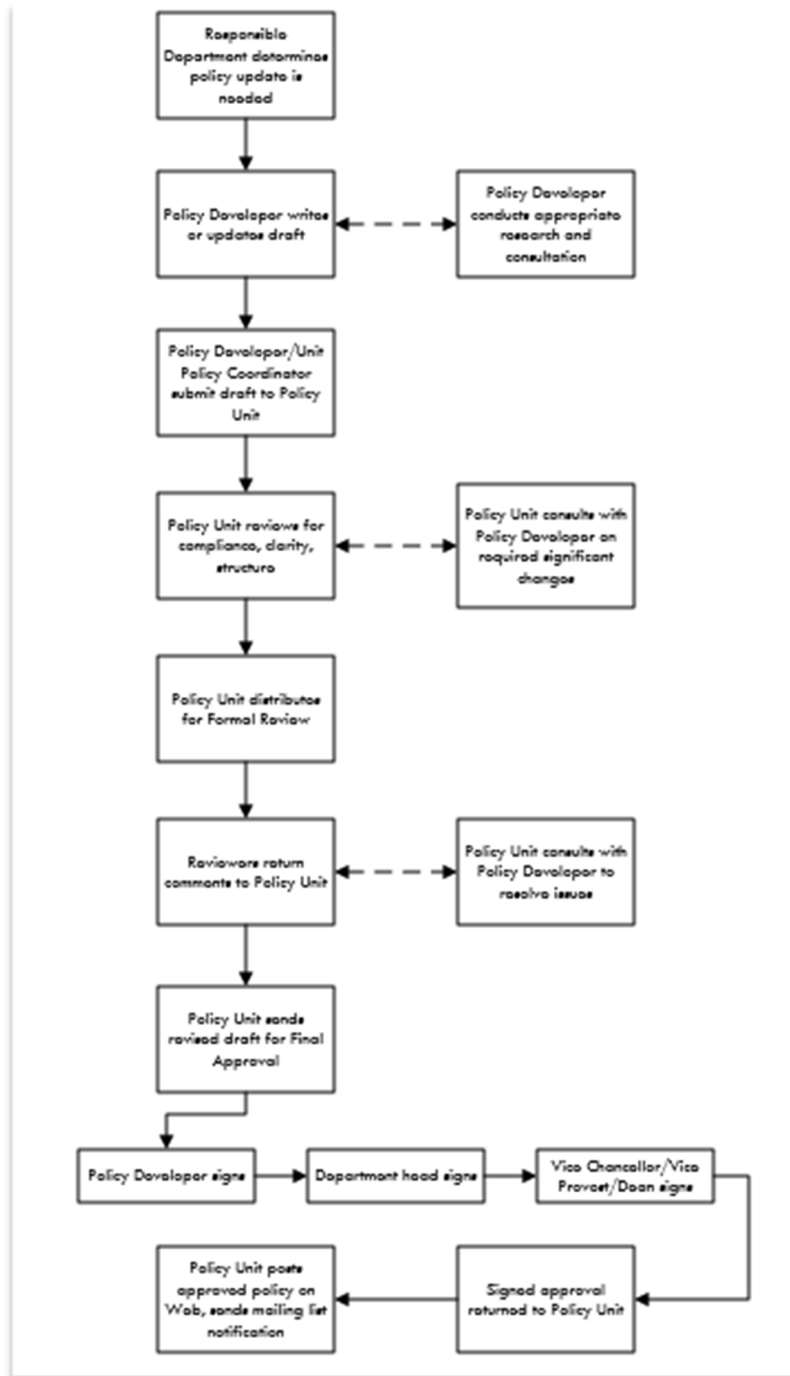 Responsible
Department determines
policy update is
needed
Policy Developer writes
or updates draft
Policy Developer
conducts appropriate
research and
consultation
Policy Developer/Unit
Policy Coordinator
submit draft to Policy
Unit
Policy Unit reviews for
compliance, clarity,
structure
Policy Unit consults with
Policy Developer on
required significant
changes
Policy Unit distributes
for Formal Review
Reviewers return
comments to Policy Unit
Policy Unit consults with
Policy Developer to
resolve issues
Policy Unit sends
revised draft for Final
Approval
Policy Developer signs
Department head signs
Vice Chancellor/Vice
Provost/Dean signs
Policy Unit posts
approved policy on
Web, sends mailing list
notification
Signed approval
returned to Policy Unit